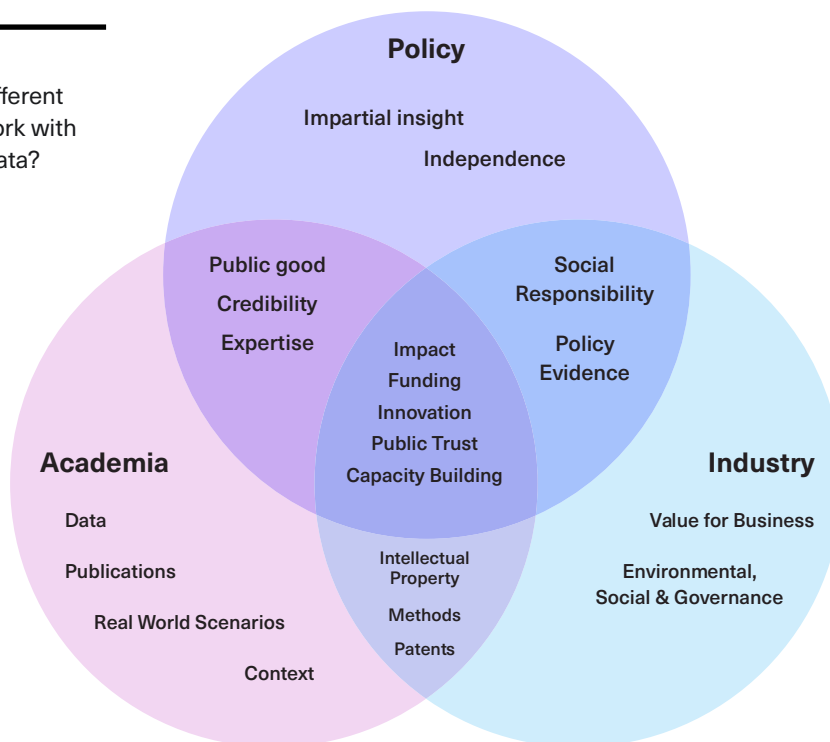 fferent
ork with
ata?
Policy
Impartial insight
Independence
Public good
Credibility
Expertise
Social
Responsibility
Policy
Evidence
Impact
Funding
Innovation
Public Trust
Capacity Building
Academia
Data
Publications
Real World Scenarios
Context
Industry
Value for Business
Environmental,
Social & Governance
Intellectual
Property
Methods
Patents